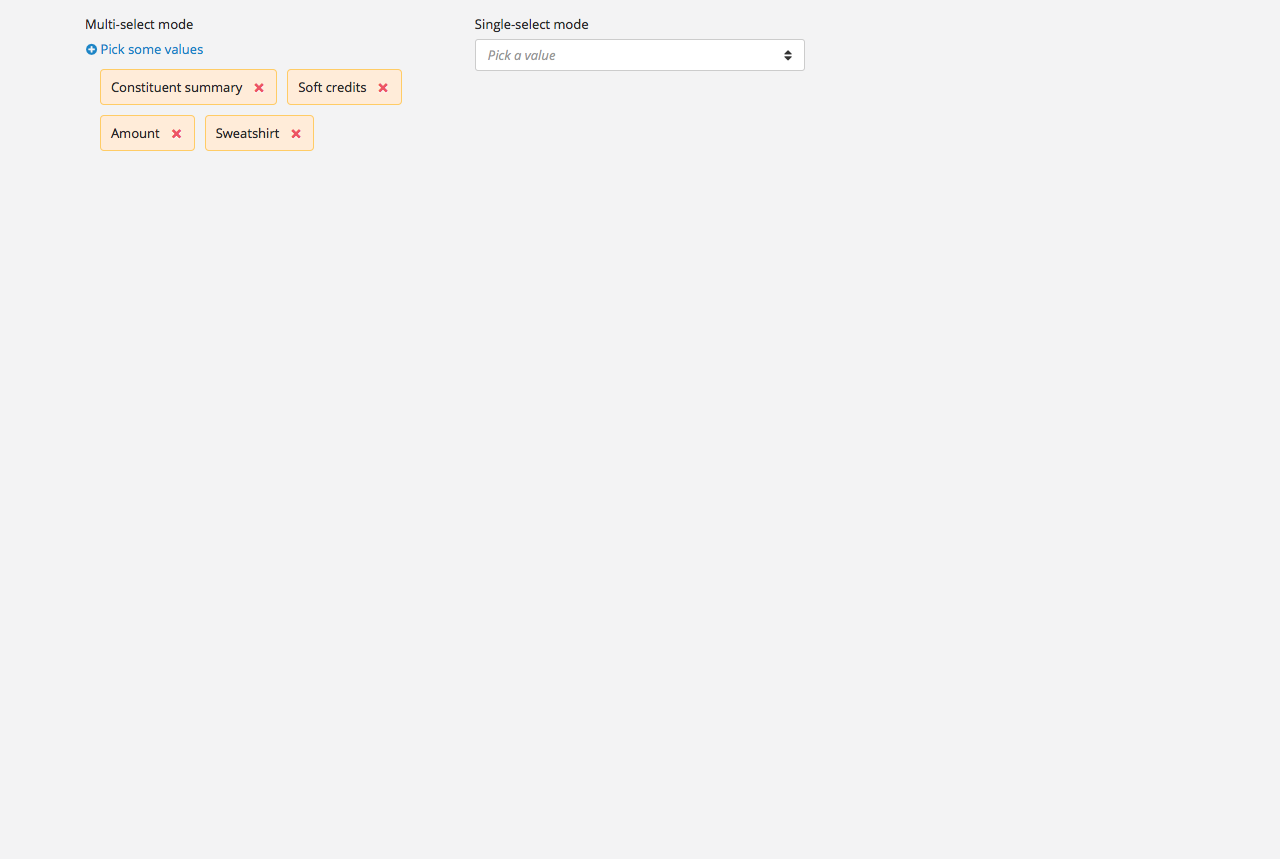 Multi-select mode
Pick some values
Constituent summary
Soft credits
Amount
Sweatshirt
Single-select mode
Pick a value